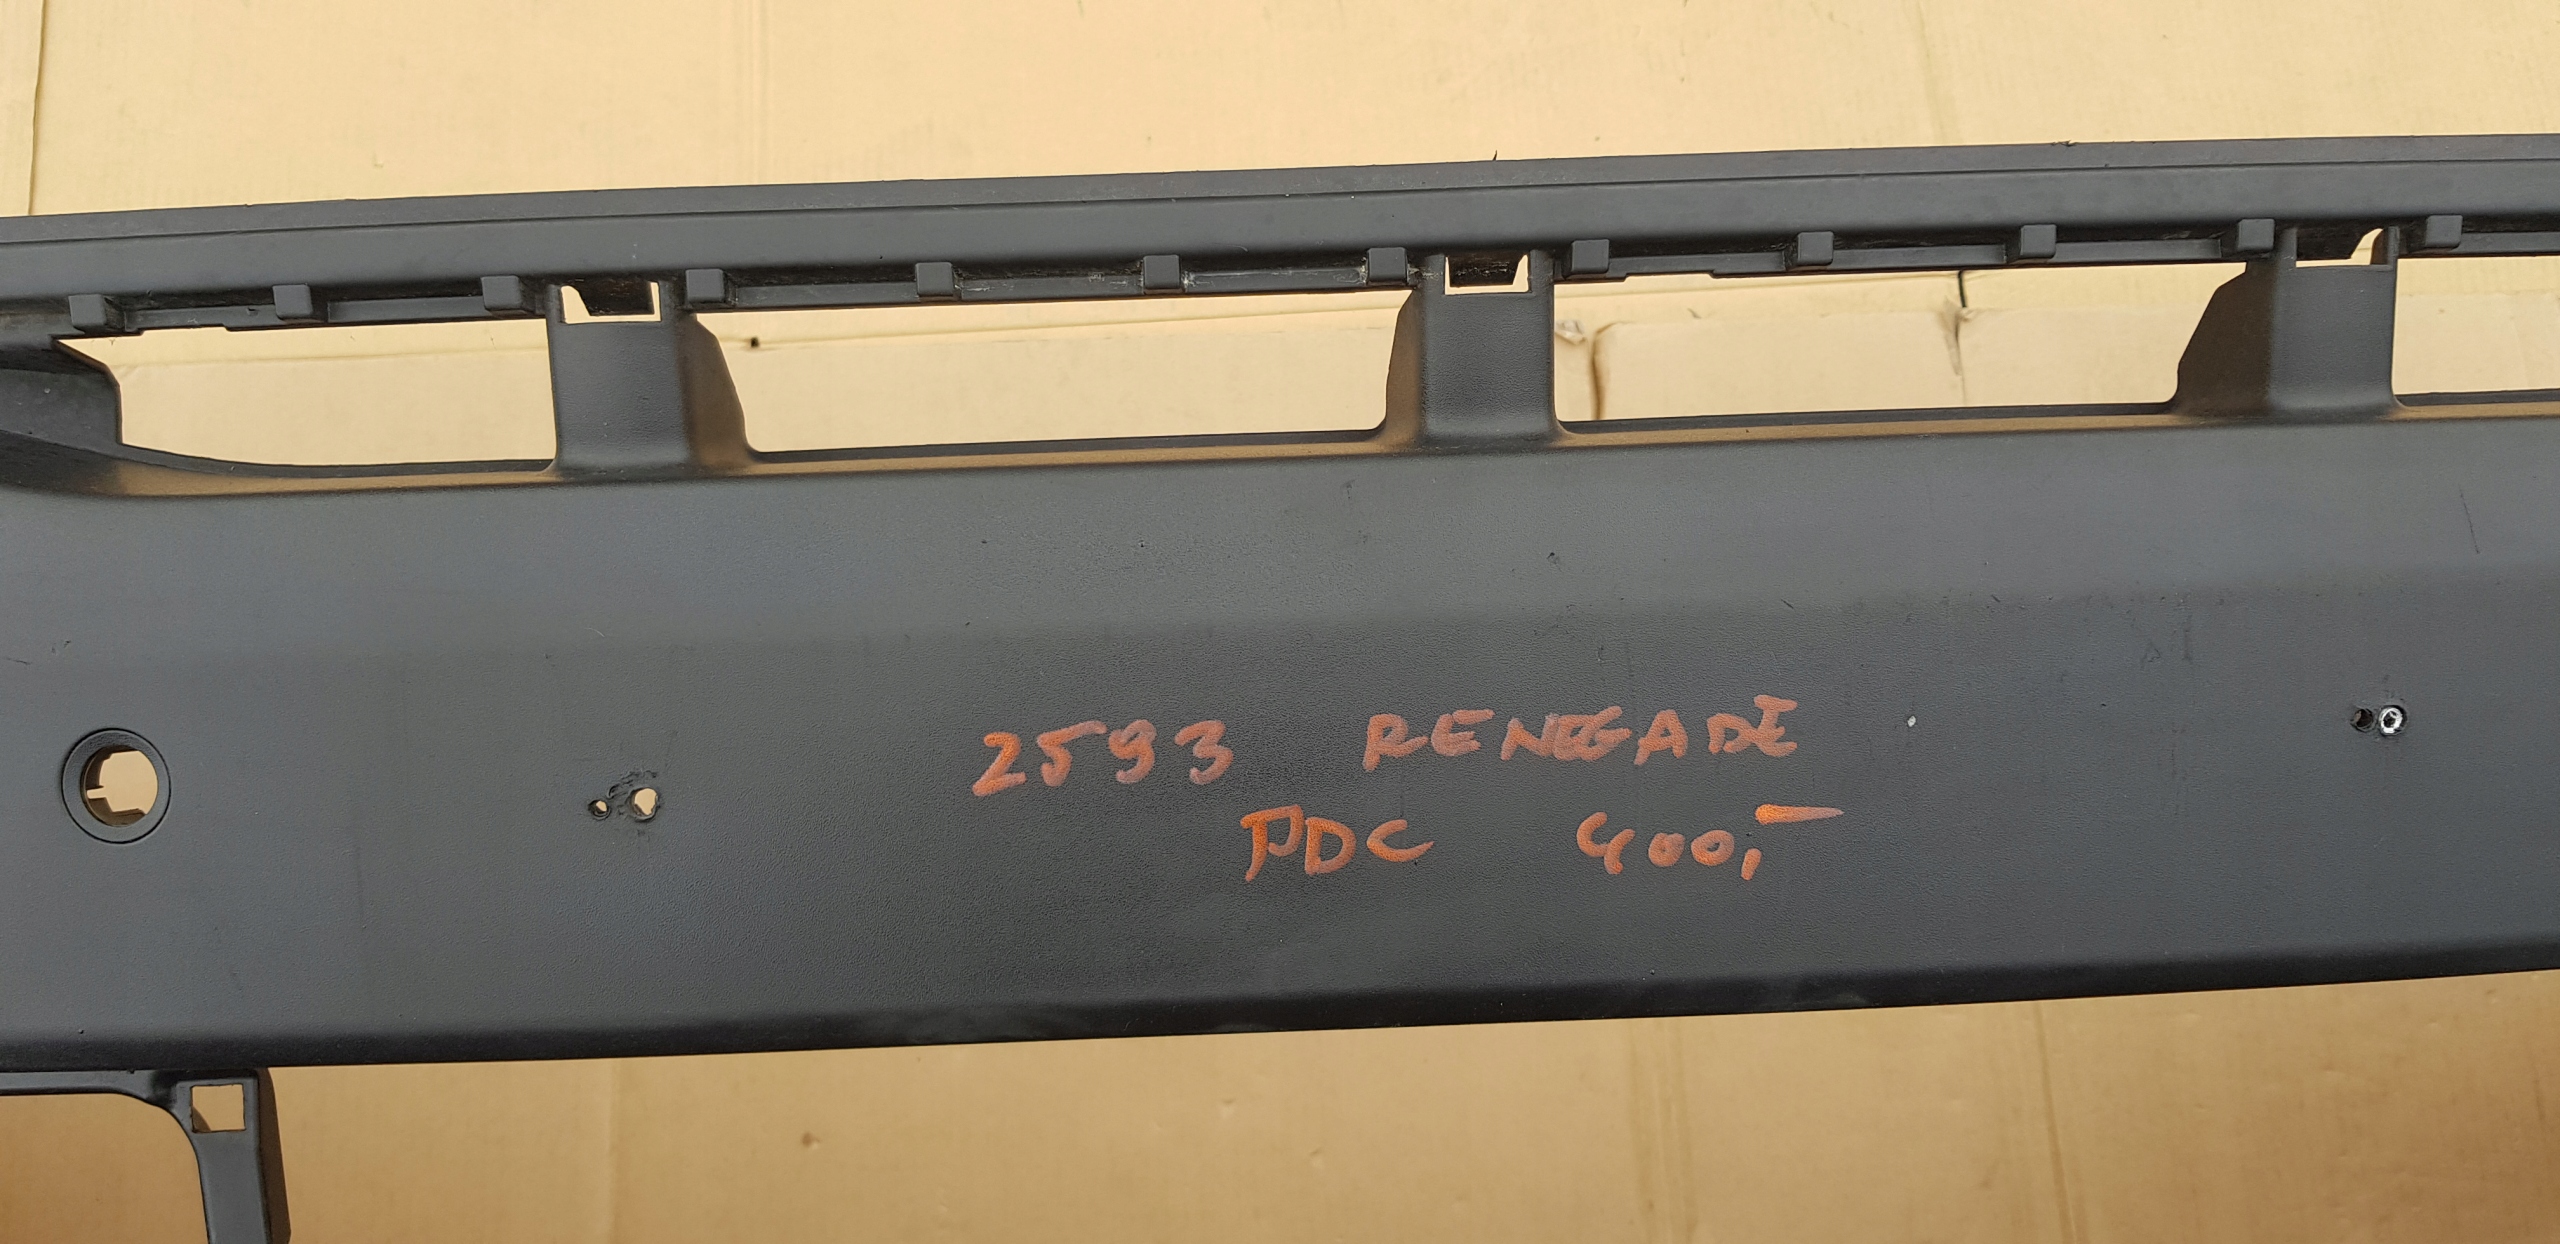 2593 RENEGADE
PDC 400,-